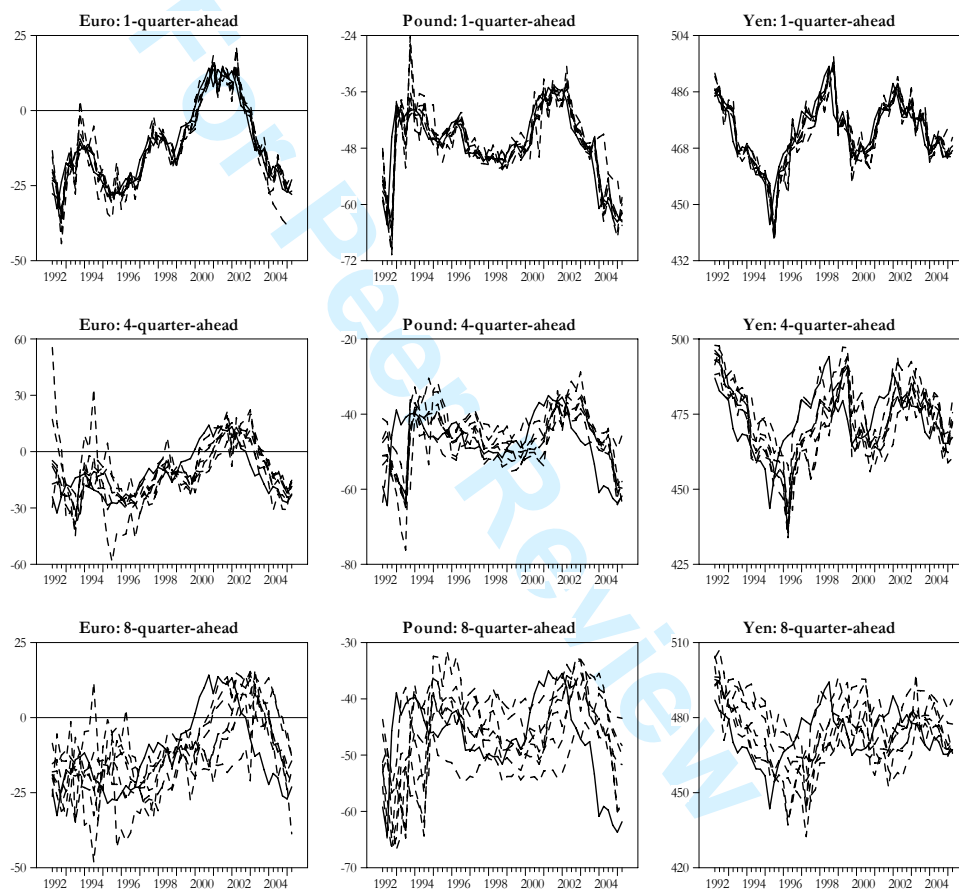 Euro: 1-quarter-ahead
25
0
-25
-50
1992 1994 1996 1998 2000 2002 2004
Pound: 1-quarter-ahead
-24
-36
-48
-60
-72
1992 1994 1996 1998 2000 2002 2004
Yen: 1-quarter-ahead
504
486
468
450
432
1992 1994 1996 1998 2000 2002 2004
Euro: 4-quarter-ahead
60
30
0
-30
-60
1992 1994 1996 1998 2000 2002 2004
Pound: 4-quarter-ahead
-20
-40
-60
-80
1992 1994 1996 1998 2000 2002 2004
Yen: 4-quarter-ahead
500
475
450
425
1992 1994 1996 1998 2000 2002 2004
Euro: 8-quarter-ahead
25
0
-25
-50
1992 1994 1996 1998 2000 2002 2004
Pound: 8-quarter-ahead
-30
-40
-50
-60
-70
1992 1994 1996 1998 2000 2002 2004
Yen: 8-quarter-ahead
510
480
450
420
1992 1994 1996 1998 2000 2002 2004
For Peer Review